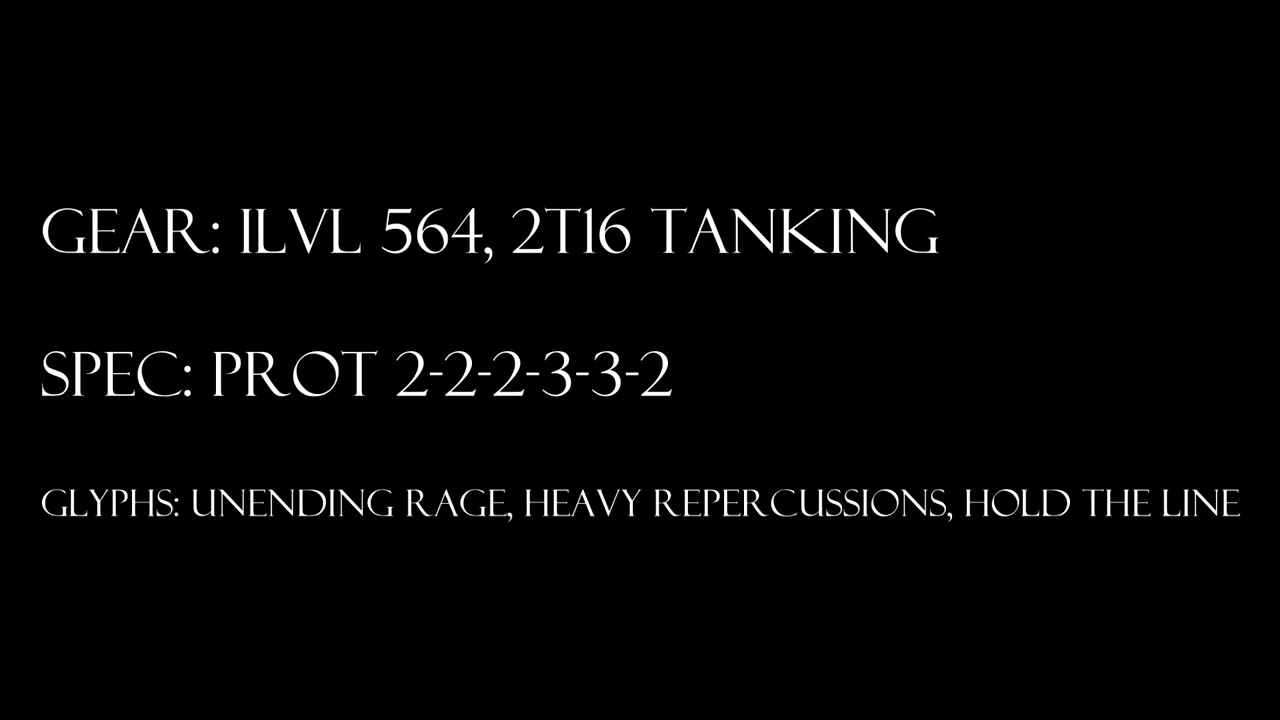 GEAR: ILVL 564, 2T16 TANKING
SPEC: PROT 2-2-2-3-3-2
GLYPHS: UNENDING RAGE, HEAVY REPERCUSSIONS, HOLD THE LINE